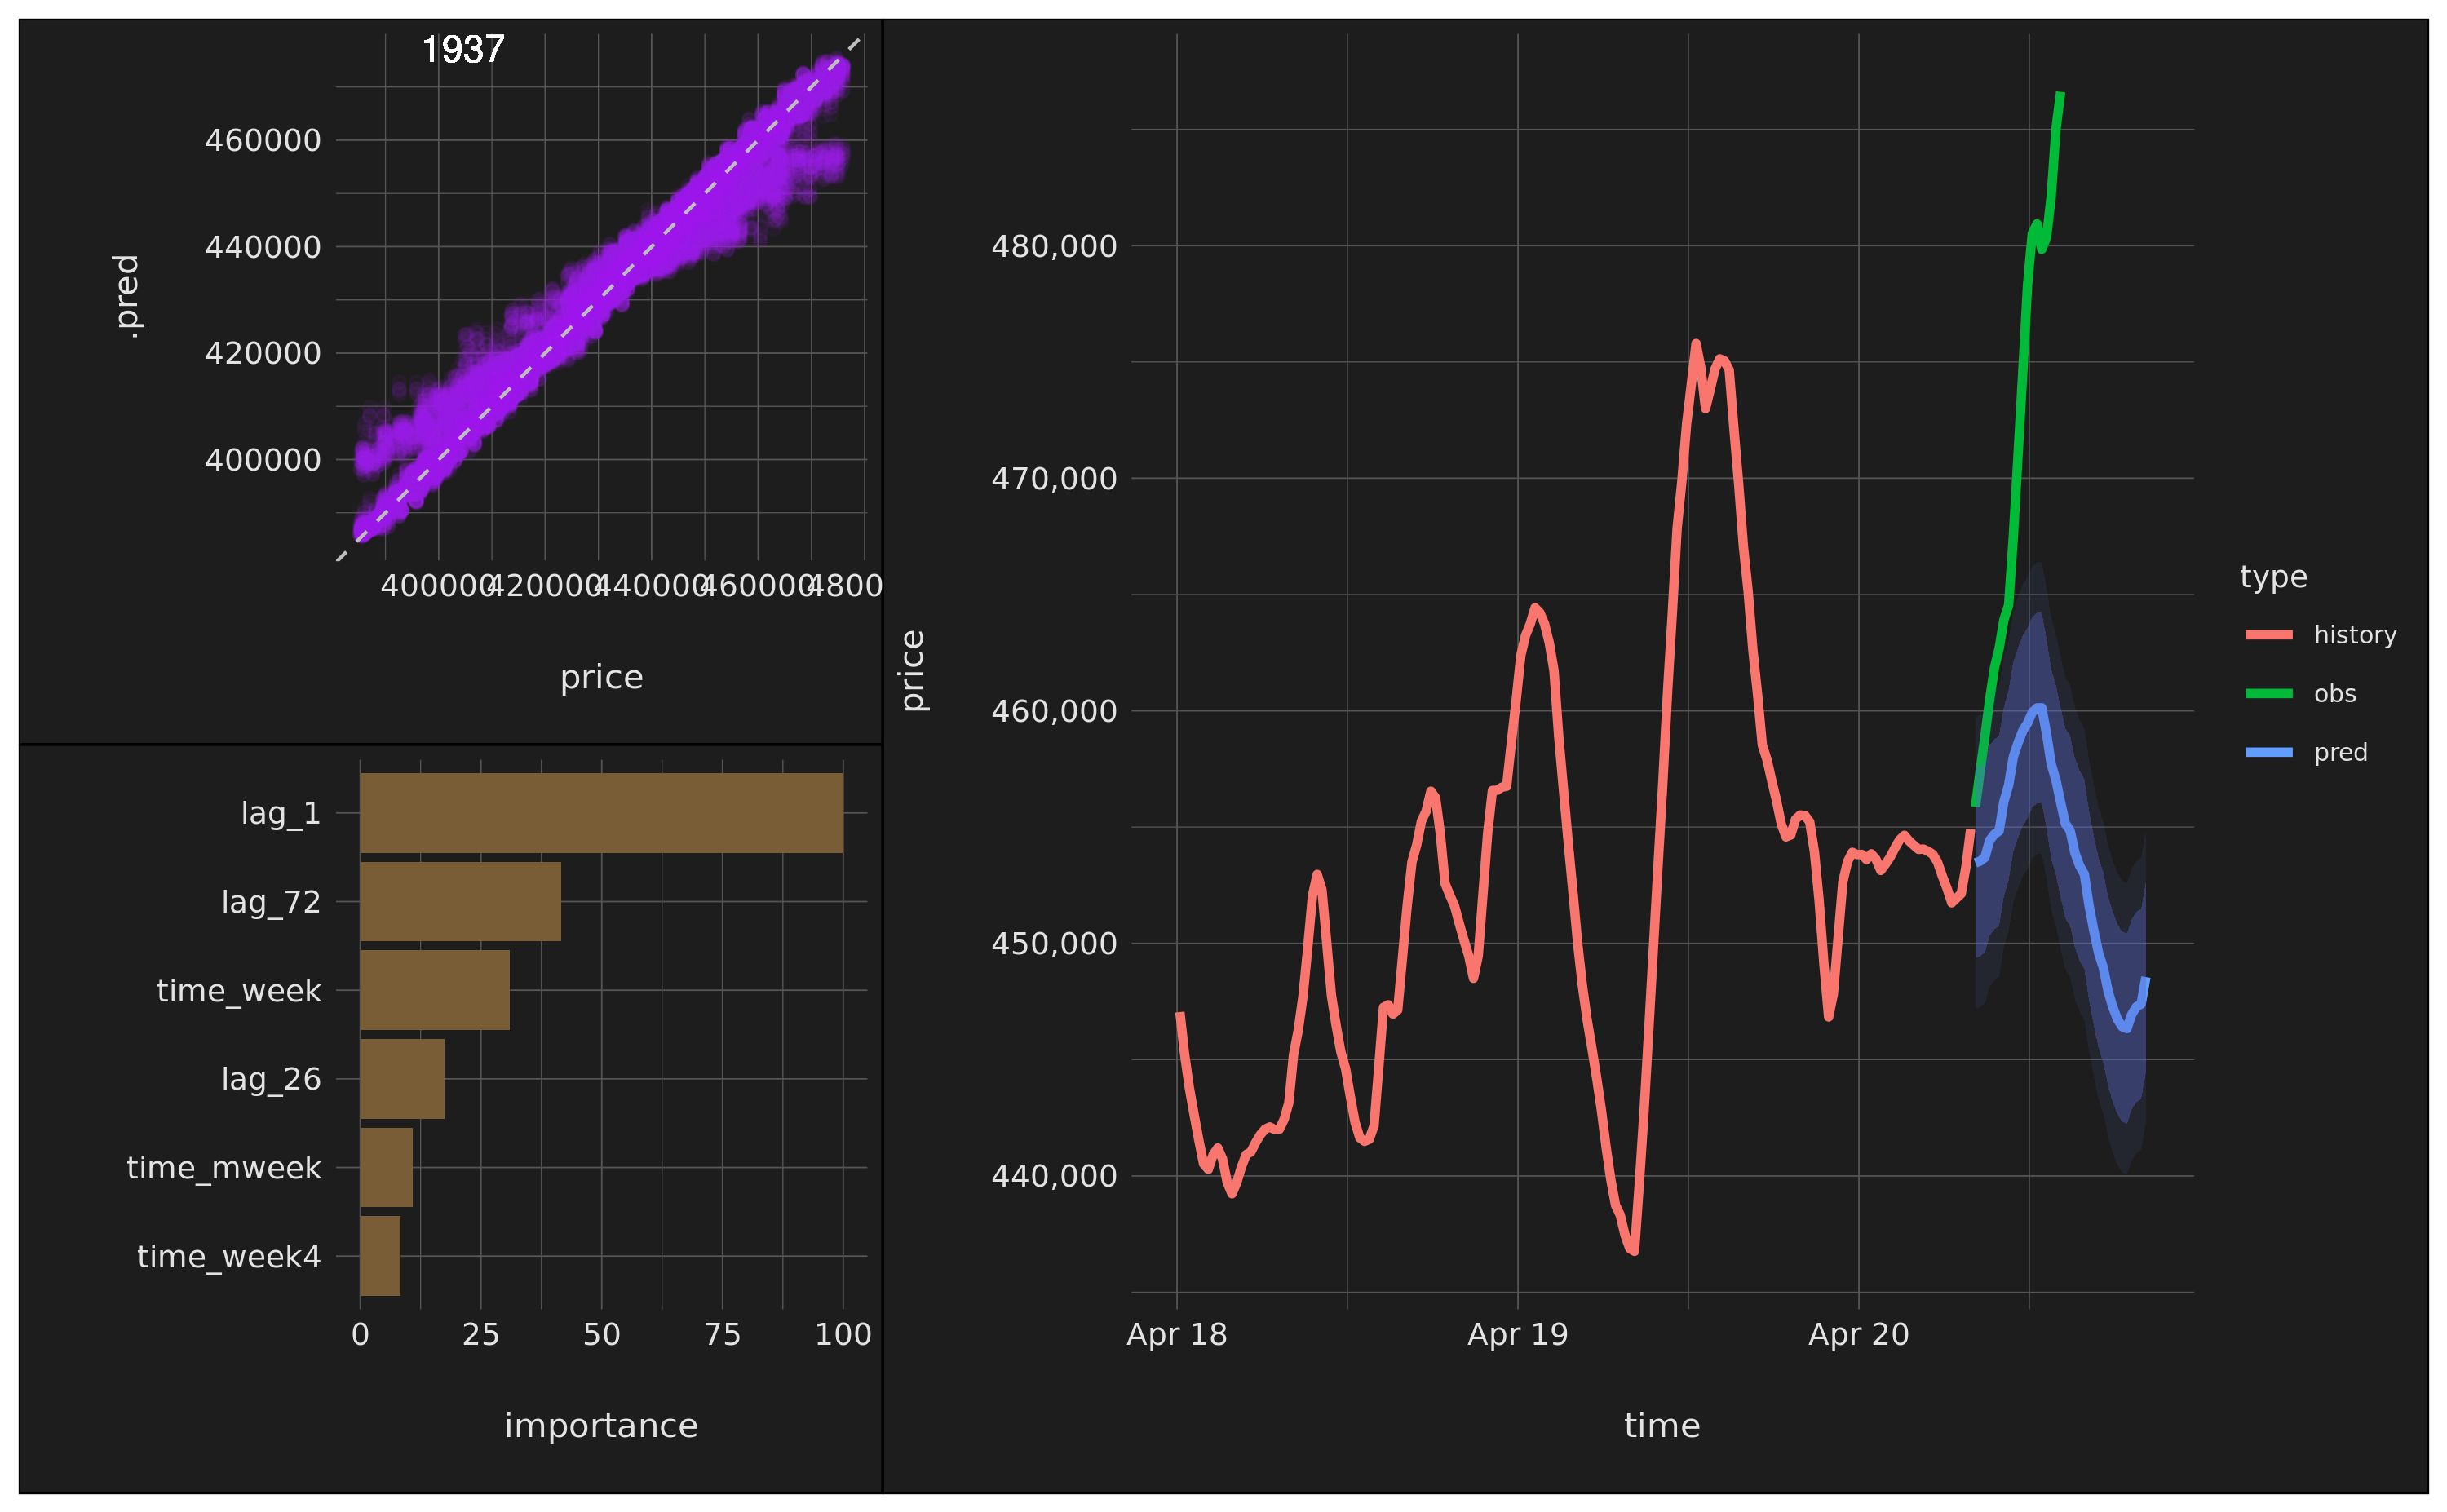 1937
460000
440000
420000
400000
.pred
400000 420000 440000 460000 4800
price
lag_1
lag_72
time_week
lag_26
time_mweek
time_week4
0 25 50 75 100
importance
480,000
470,000
460,000
450,000
440,000
price
Apr 18 Apr 19 Apr 20
time
type
history
obs
pred